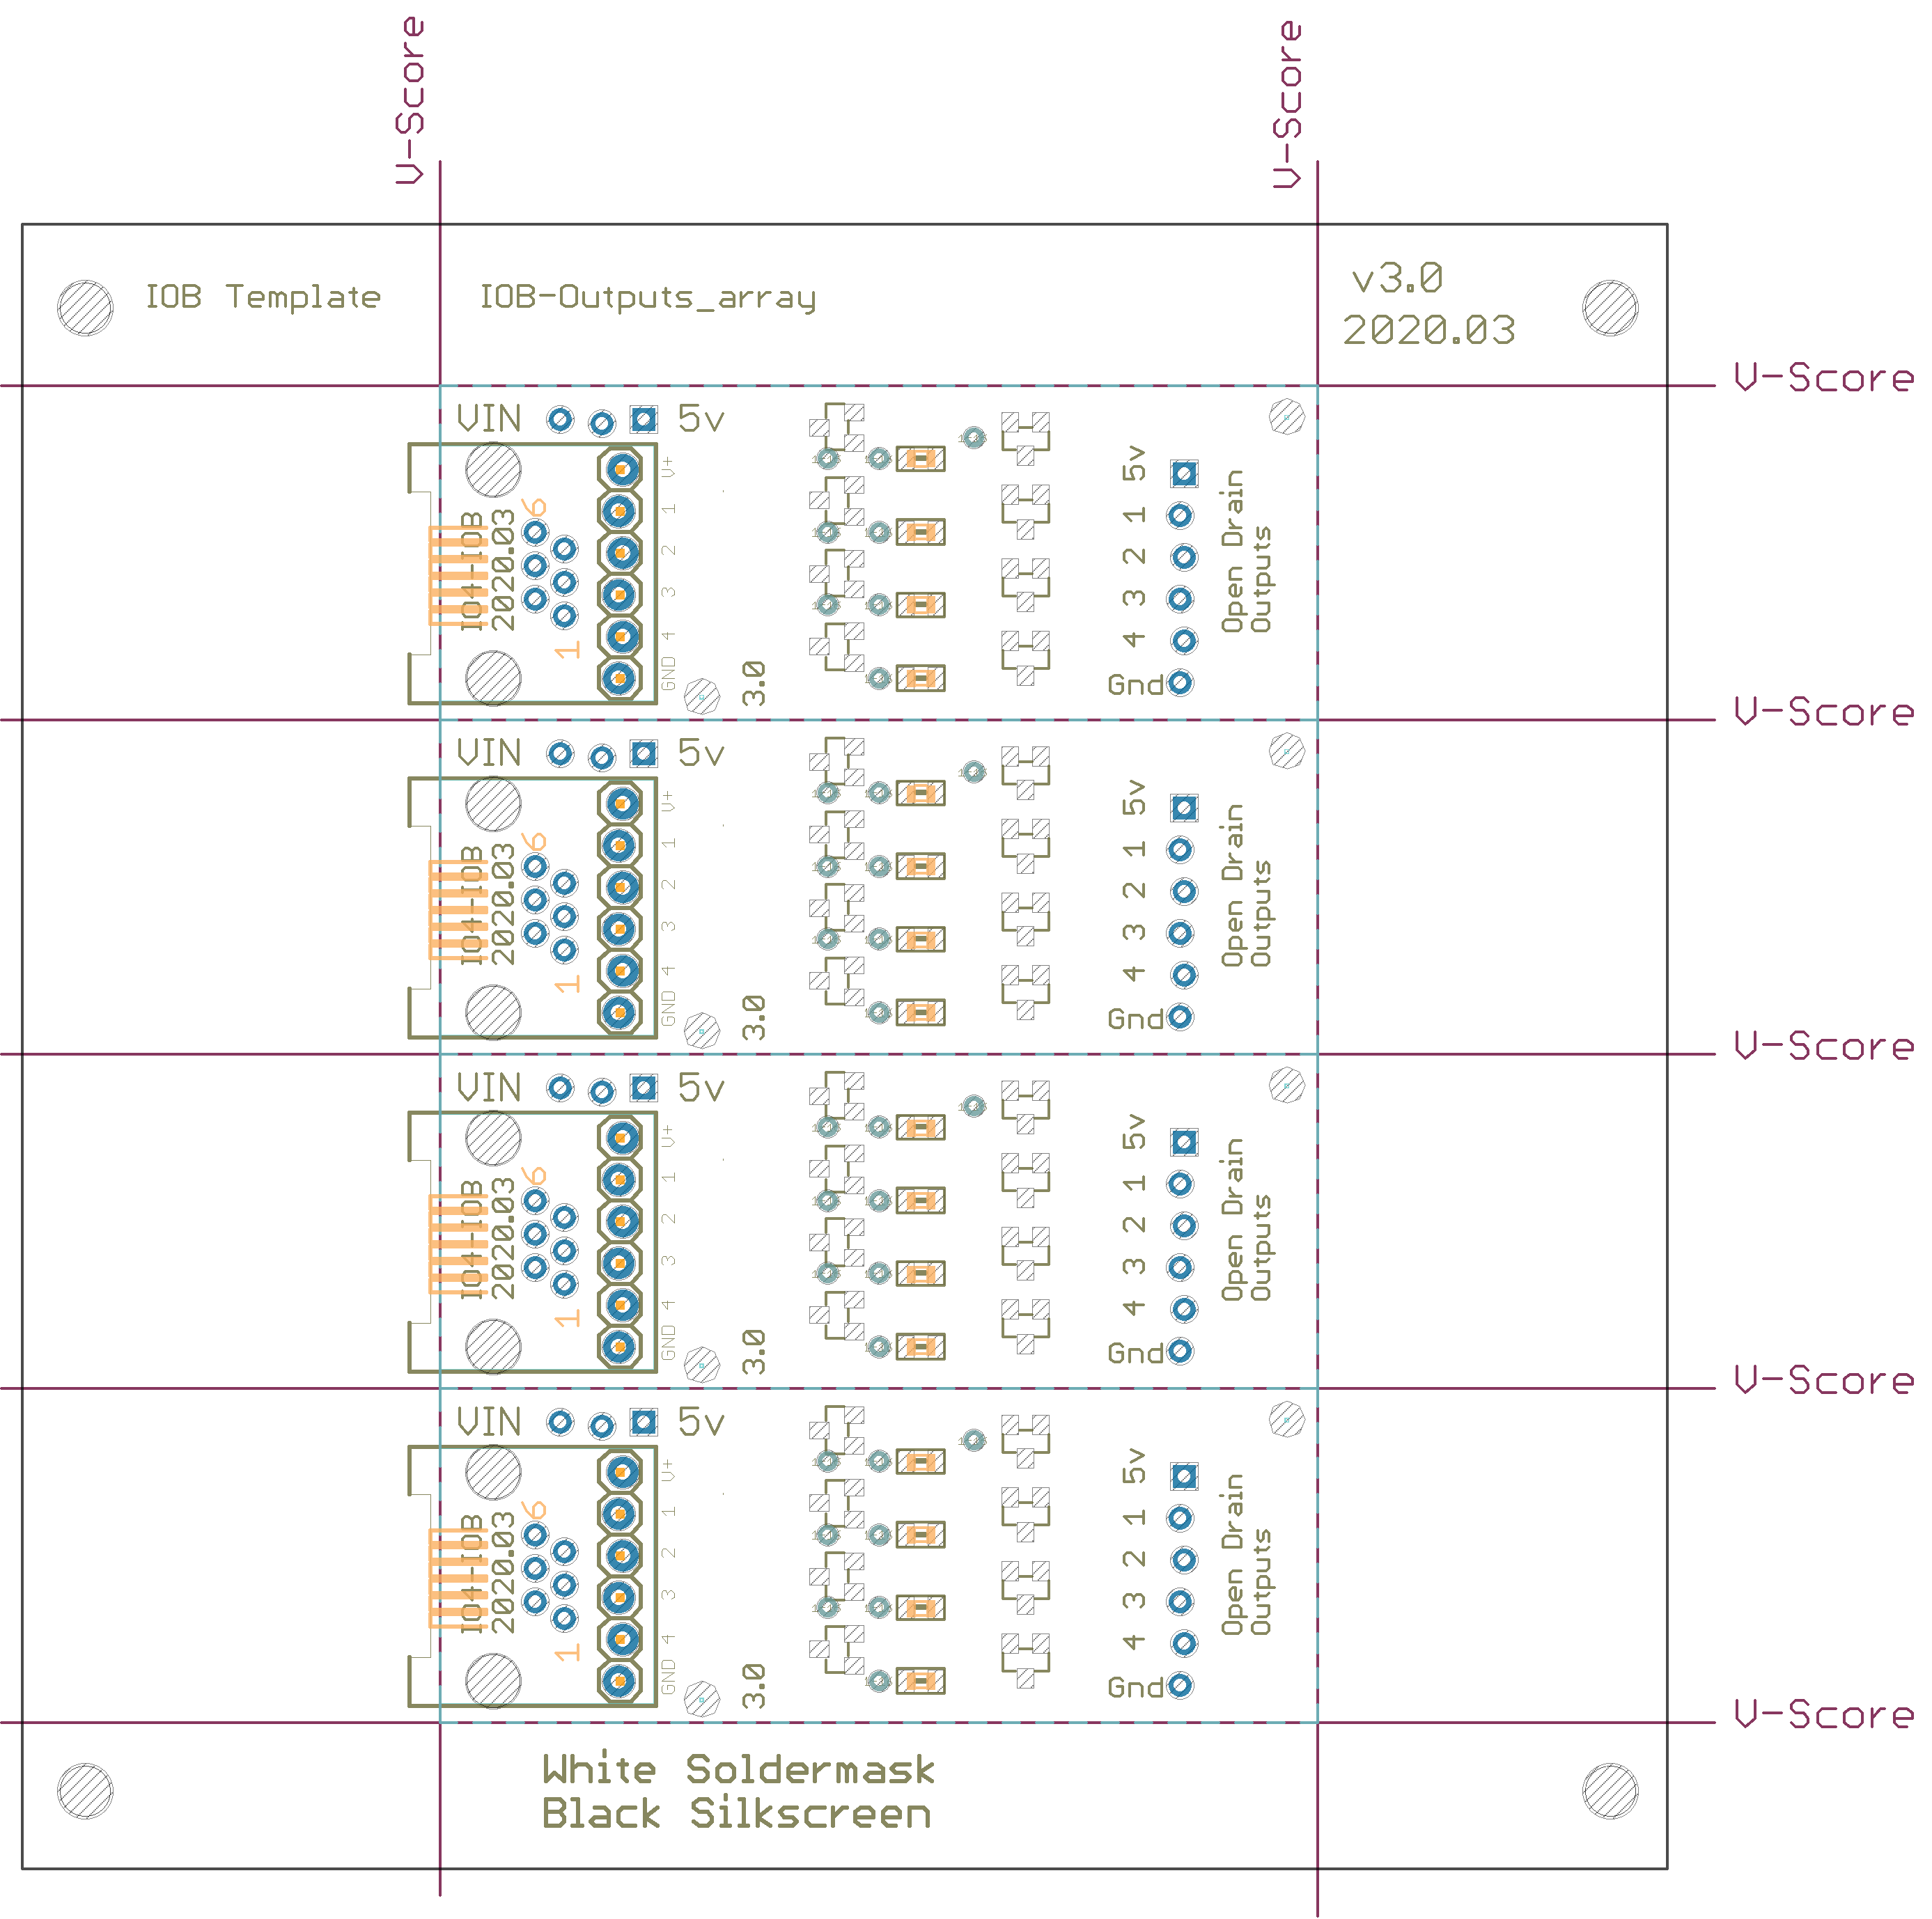 V-Score
V-Score
IOB Template
IOB-Outputs_array
v3.0
2020.03
V-Score
VIN
5v
V+
1
2
3
4
GND
6
1
IO4-IOB
2020.03
3.0
5v
1
2
3
4
Gnd
Open Drain
Outputs
V-Score
VIN
5v
V+
1
2
3
4
GND
6
1
IO4-IOB
2020.03
3.0
5v
1
2
3
4
Gnd
Open Drain
Outputs
V-Score
VIN
5v
V+
1
2
3
4
GND
6
1
IO4-IOB
2020.03
3.0
5v
1
2
3
4
Gnd
Open Drain
Outputs
V-Score
VIN
5v
V+
1
2
3
4
GND
6
1
IO4-IOB
2020.03
3.0
5v
1
2
3
4
Gnd
Open Drain
Outputs
V-Score
White Soldermask
Black Silkscreen